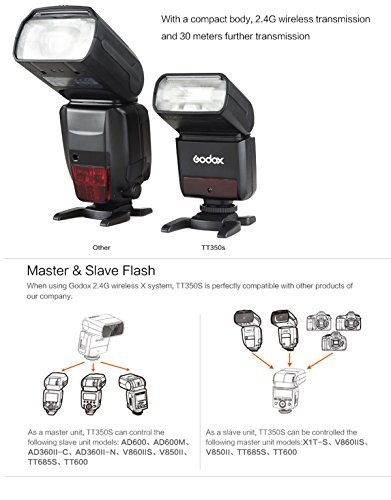 With a compact body, 2.4G wireless transmission
and 30 meters further transmission
Godox
Other
TT350s
Master & Slave Flash
When using Godox 2.4G wireless X system, TT350S is perfectly compatible with other products of
our company.
As a master unit, TT350S can control the
following slave unit models: AD600、AD600M、
AD360II-C、AD360II-N、V860IIS、V850II、
TT685S、TT600
As a slave unit, TT350S can be controlled the
following master unit models:X1T-S、V860IIS、
V850II、TT685S、TT600